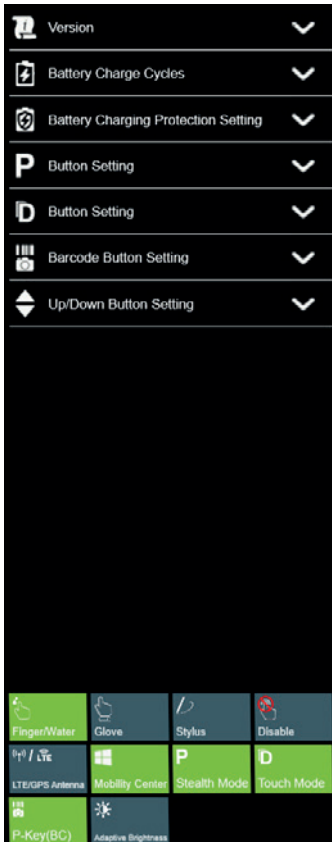 Version
Battery Charge Cycles
Battery Charging Protection Setting
P Button Setting
D Button Setting
Barcode Button Setting
Up/Down Button Setting
Finger/Water Glove Stylus Disable
/ LTE P D
LTE/GPS Antenna Mobility Center Stealth Mode Touch Mode
P-Key(BC) Adaptive Brightness